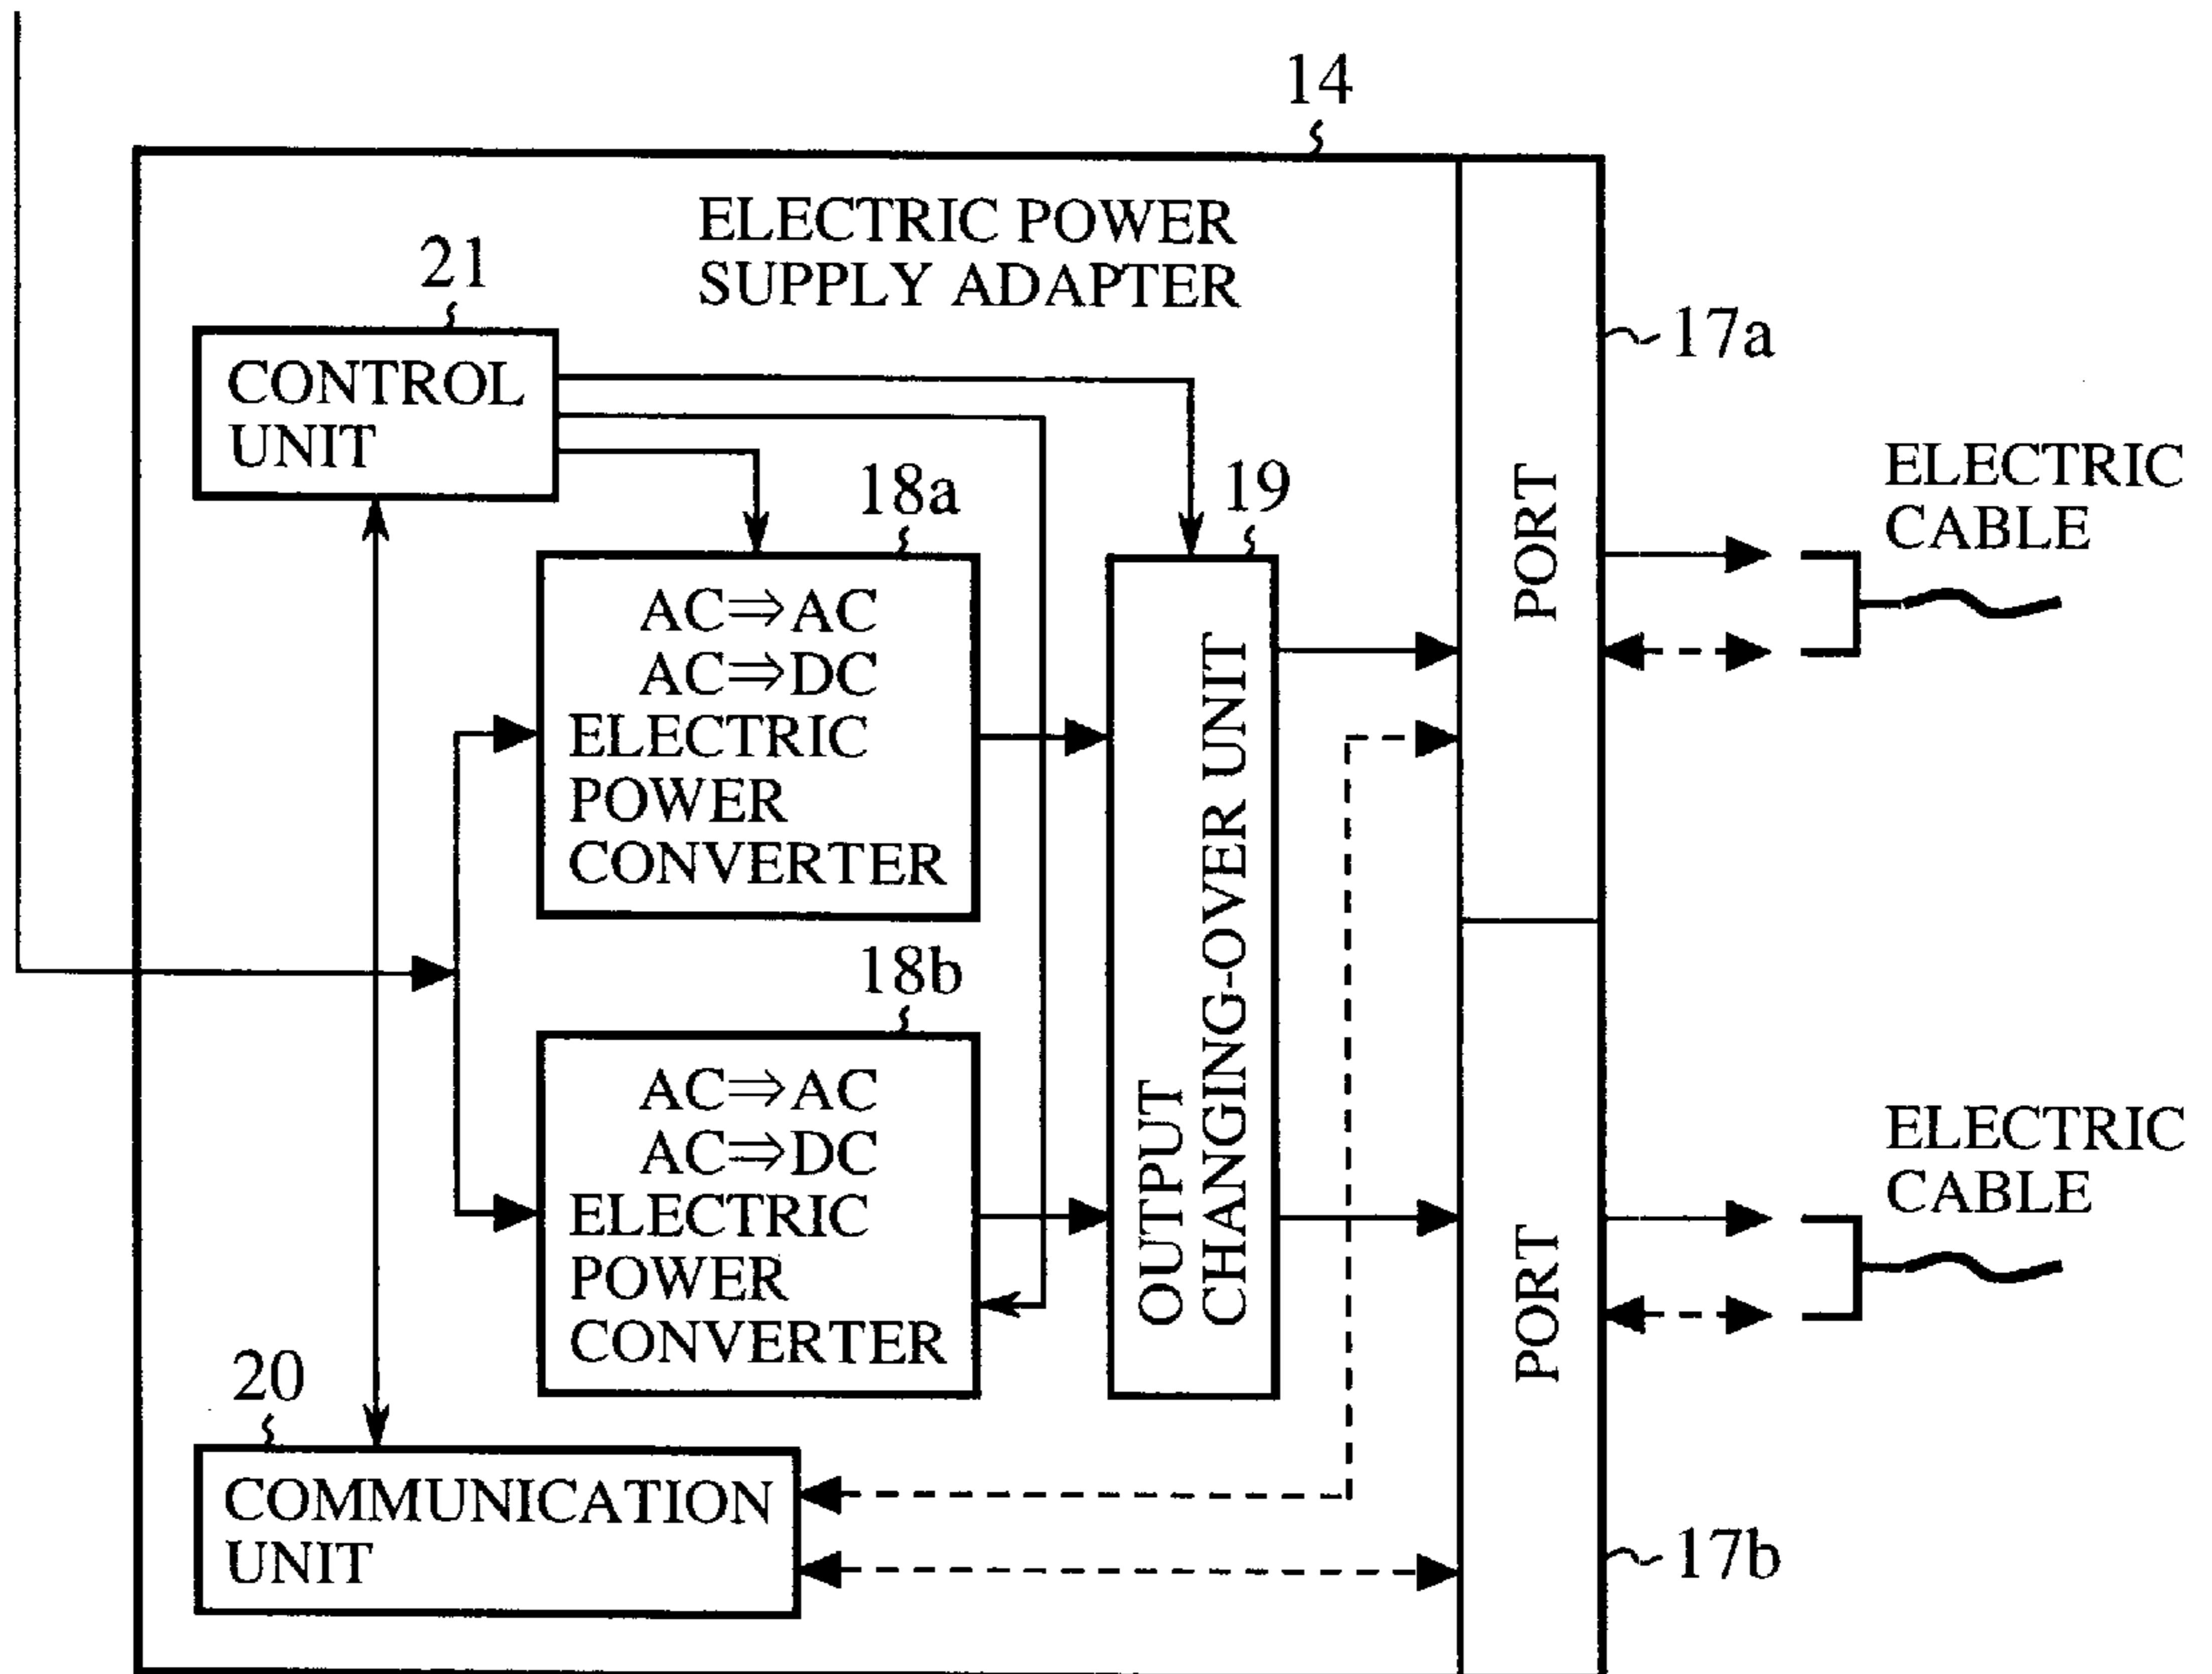 14
ELECTRIC POWER
SUPPLY ADAPTER
21
CONTROL
UNIT
17a
18a
19
ELECTRIC
CABLE
PORT
AC⇒AC
AC⇒DC
ELECTRIC
POWER
CONVERTER
OUTPUT
CHANGING-OVER UNIT
18b
AC⇒AC
AC⇒DC
ELECTRIC
POWER
CONVERTER
ELECTRIC
CABLE
PORT
20
COMMUNICATION
UNIT
17b